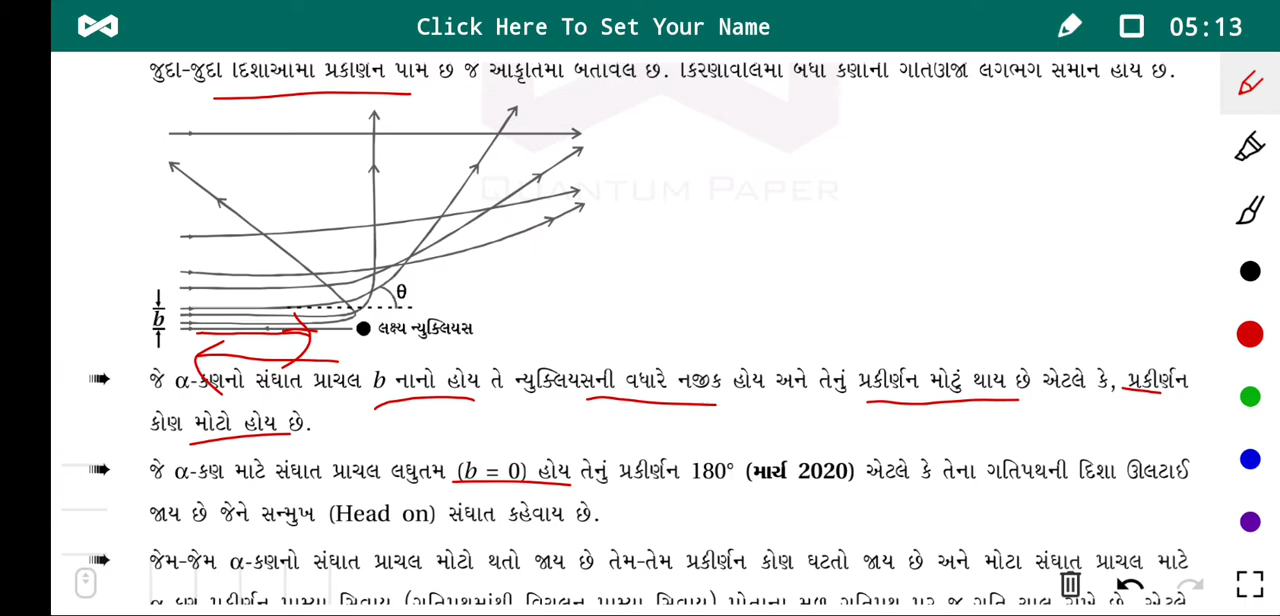 Click Here To Set Your Name
05:13
જુદી-જુદી દિશાઓમાં પ્રકીર્ણન પામે છે જે આકૃતિમાં બતાવેલ છે. કિરણાવલિમાં બધા કણોની ગતિઊર્જા લગભગ સમાન હોય છે.
QUANTUM PAPER
θ
b
લક્ષ્ય ન્યુક્લિયસ
જે α-કણનો સંઘાત પ્રાચલ b નાનો હોય તે ન્યુક્લિયસની વધારે નજીક હોય અને તેનું પ્રકીર્ણન મોટું થાય છે એટલે કે, પ્રકીર્ણન
કોણ મોટો હોય છે.
જે α-કણ માટે સંઘાત પ્રાચલ લઘુતમ (b = 0) હોય તેનું પ્રકીર્ણન 180° (માર્ચ 2020) એટલે કે તેના ગતિપથની દિશા ઊલટાઈ
જાય છે જેને સન્મુખ (Head on) સંઘાત કહેવાય છે.
જેમ-જેમ α-કણનો સંઘાત પ્રાચલ મોટો થતો જાય છે તેમ-તેમ પ્રકીર્ણન કોણ ઘટતો જાય છે અને મોટા સંઘાત પ્રાચલ માટે